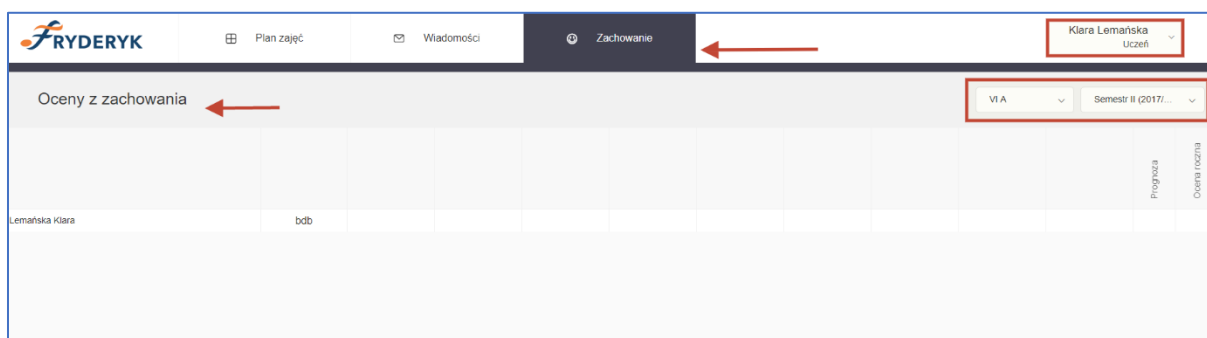 FRYDERYK
Plan zajęć
Wiadomości
Zachowanie
Klara Lemańska
Uczeń
Oceny z zachowania
VI A
Semestr II (2017/...
Prognoza
Ocena roczna
Lemańska Klara
bdb